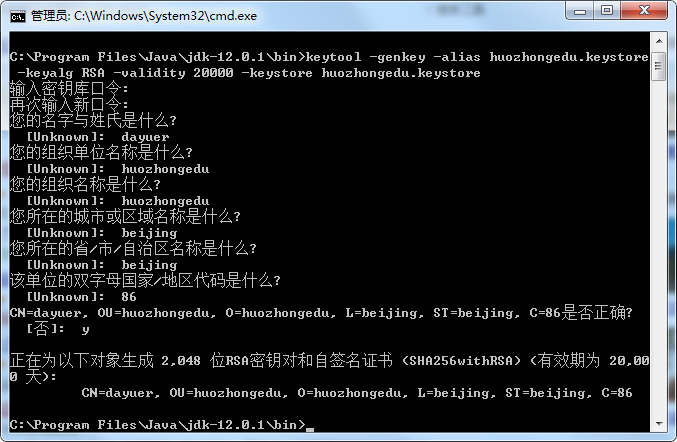 管理员: C:\Windows\System32\cmd.exe
C:\Program Files\Java\jdk-12.0.1\bin>keytool -genkey -alias huozhongedu.keystore
-keyalg RSA -validity 20000 -keystore huozhongedu.keystore
输入密钥库口令:
再次输入新口令:
您的名字与姓氏是什么?
[Unknown]: dayuer
您的组织单位名称是什么?
[Unknown]: huozhongedu
您的组织名称是什么?
[Unknown]: huozhongedu
您所在的城市或区域名称是什么?
[Unknown]: beijing
您所在的省/市/自治区名称是什么?
[Unknown]: beijing
该单位的双字母国家/地区代码是什么?
[Unknown]: 86
CN=dayuer, OU=huozhongedu, O=huozhongedu, L=beijing, ST=beijing, C=86是否正确?
[否]: y
正在为以下对象生成 2,048 位RSA密钥对和自签名证书 (SHA256withRSA) (有效期为 20,00
0 天):
CN=dayuer, OU=huozhongedu, O=huozhongedu, L=beijing, ST=beijing, C=86
C:\Program Files\Java\jdk-12.0.1\bin>